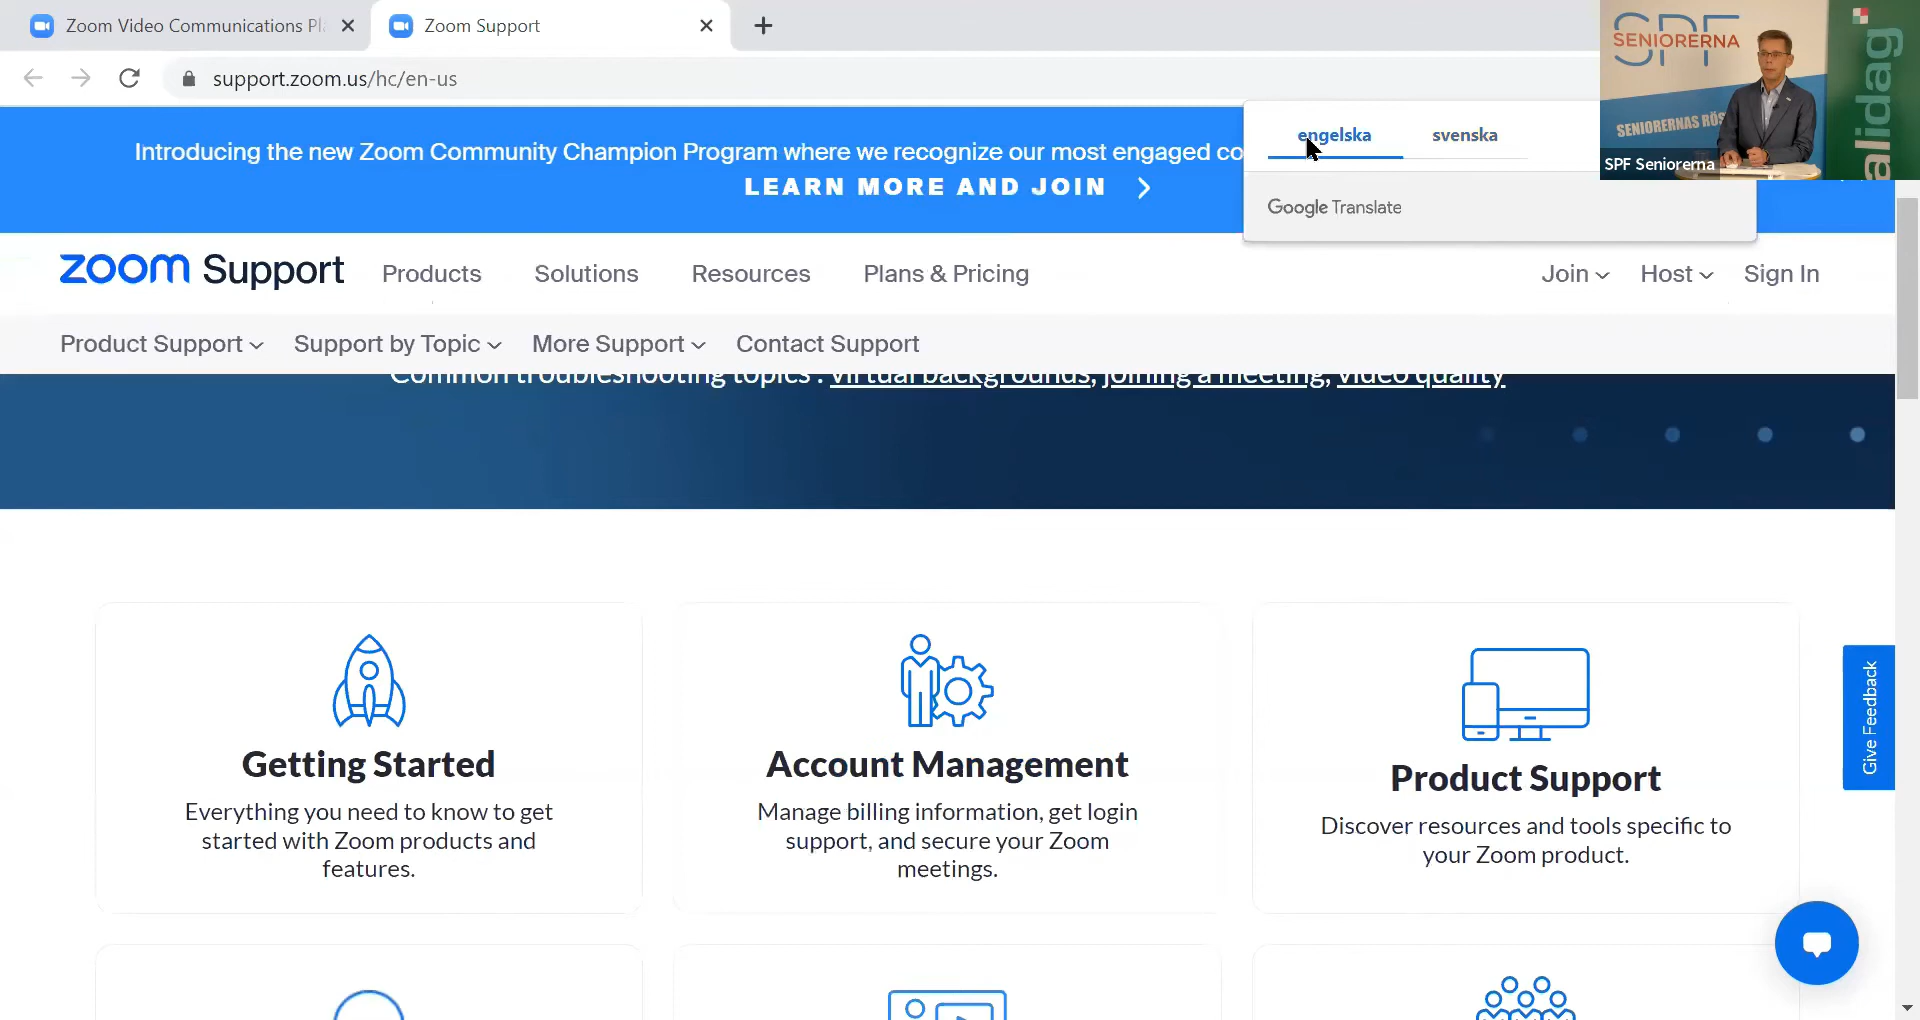 Zoom Video Communications Pl
Zoom Support
support.zoom.us/hc/en-us
SPF
SENIORERNA
SENIORERNAS RÖS
SPF Seniorerna
alidag
engelska
svenska
Google Translate
Introducing the new Zoom Community Champion Program where we recognize our most engaged co
LEARN MORE AND JOIN
zoom Support
Products
Solutions
Resources
Plans & Pricing
Join
Host
Sign In
Product Support
Support by Topic
More Support
Contact Support
Common troubleshooting topics : virtual backgrounds, joining a meeting, video quality
Getting Started
Everything you need to know to get
started with Zoom products and
features.
Account Management
Manage billing information, get login
support, and secure your Zoom
meetings.
Product Support
Discover resources and tools specific to
your Zoom product.
Give Feedback